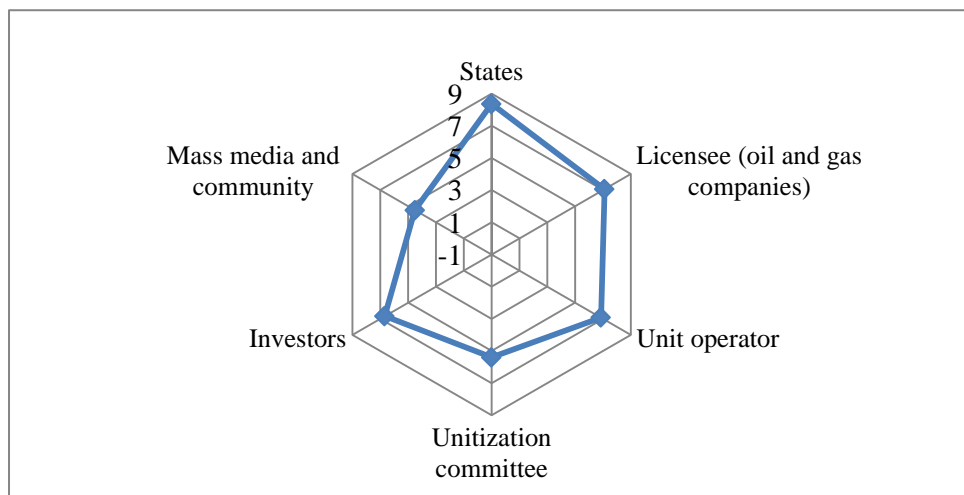 States
9
7
5
3
1
-1
Mass media and
community
Licensee (oil and gas
companies)
Investors
Unit operator
Unitization
committee